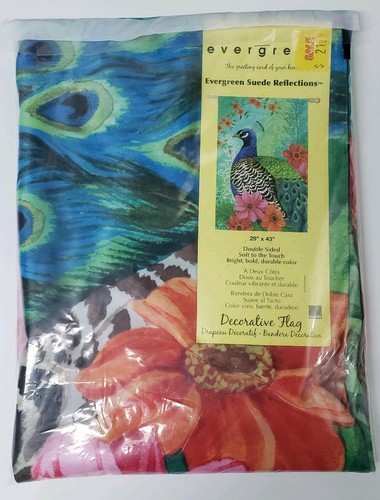 evergre
The greeting card of your ho
Evergreen Suede Reflections™
29" x 43"
Double Sided
Soft to the Touch
Bright, bold, durable color
À Deux Côtés
Doux au Toucher
Couleur vibrante et durable
Bandera de Doble Cara
Suave al Tacto
Color vivo, fuerte, duradero
Decorative Flag
Drapeau Décoratif • Bandera Decorativa